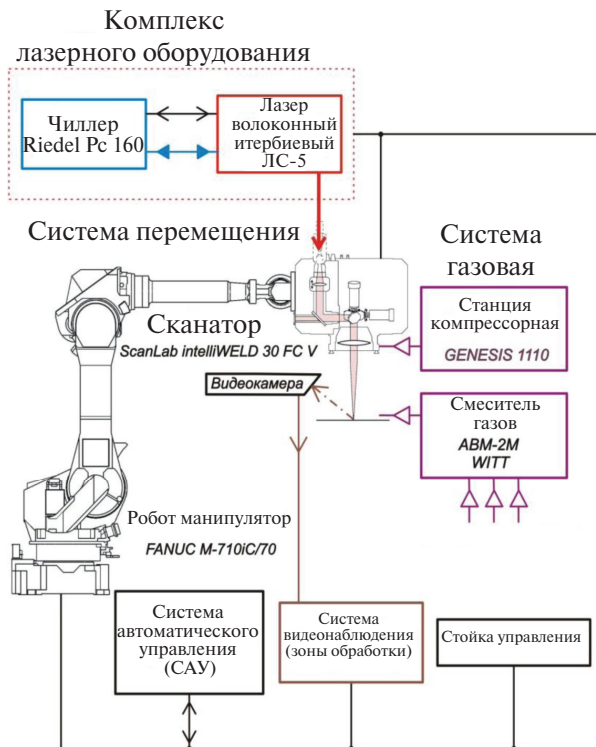 Комплекс
лазерного оборудования
Чиллер
Riedel Pc 160
Лазер
волоконный
итербиевый
ЛС-5
Система перемещения
Система
газовая
Сканатор
ScanLab intelliWELD 30 FC V
Станция
компрессорная
GENESIS 1110
Видеокамера
Смеситель
газов
ABM-2M
WITT
Робот манипулятор
FANUC M-710iC/70
Система
автоматического
управления
(САУ)
Система
видеонаблюдения
(зоны обработки)
Стойка управления